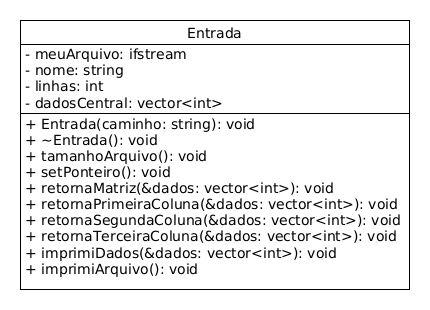 Entrada
- meuArquivo: ifstream
- nome: string
- linhas: int
- dadosCentral: vector<int>
+ Entrada(caminho: string): void
+ ~Entrada(): void
+ tamanhoArquivo(): void
+ setPonteiro(): void
+ retornaMatriz(&dados: vector<int>): void
+ retornaPrimeiraColuna(&dados: vector<int>): void
+ retornaSegundaColuna(&dados: vector<int>): void
+ retornaTerceiraColuna(&dados: vector<int>): void
+ imprimiDados(&dados: vector<int>): void
+ imprimiArquivo(): void